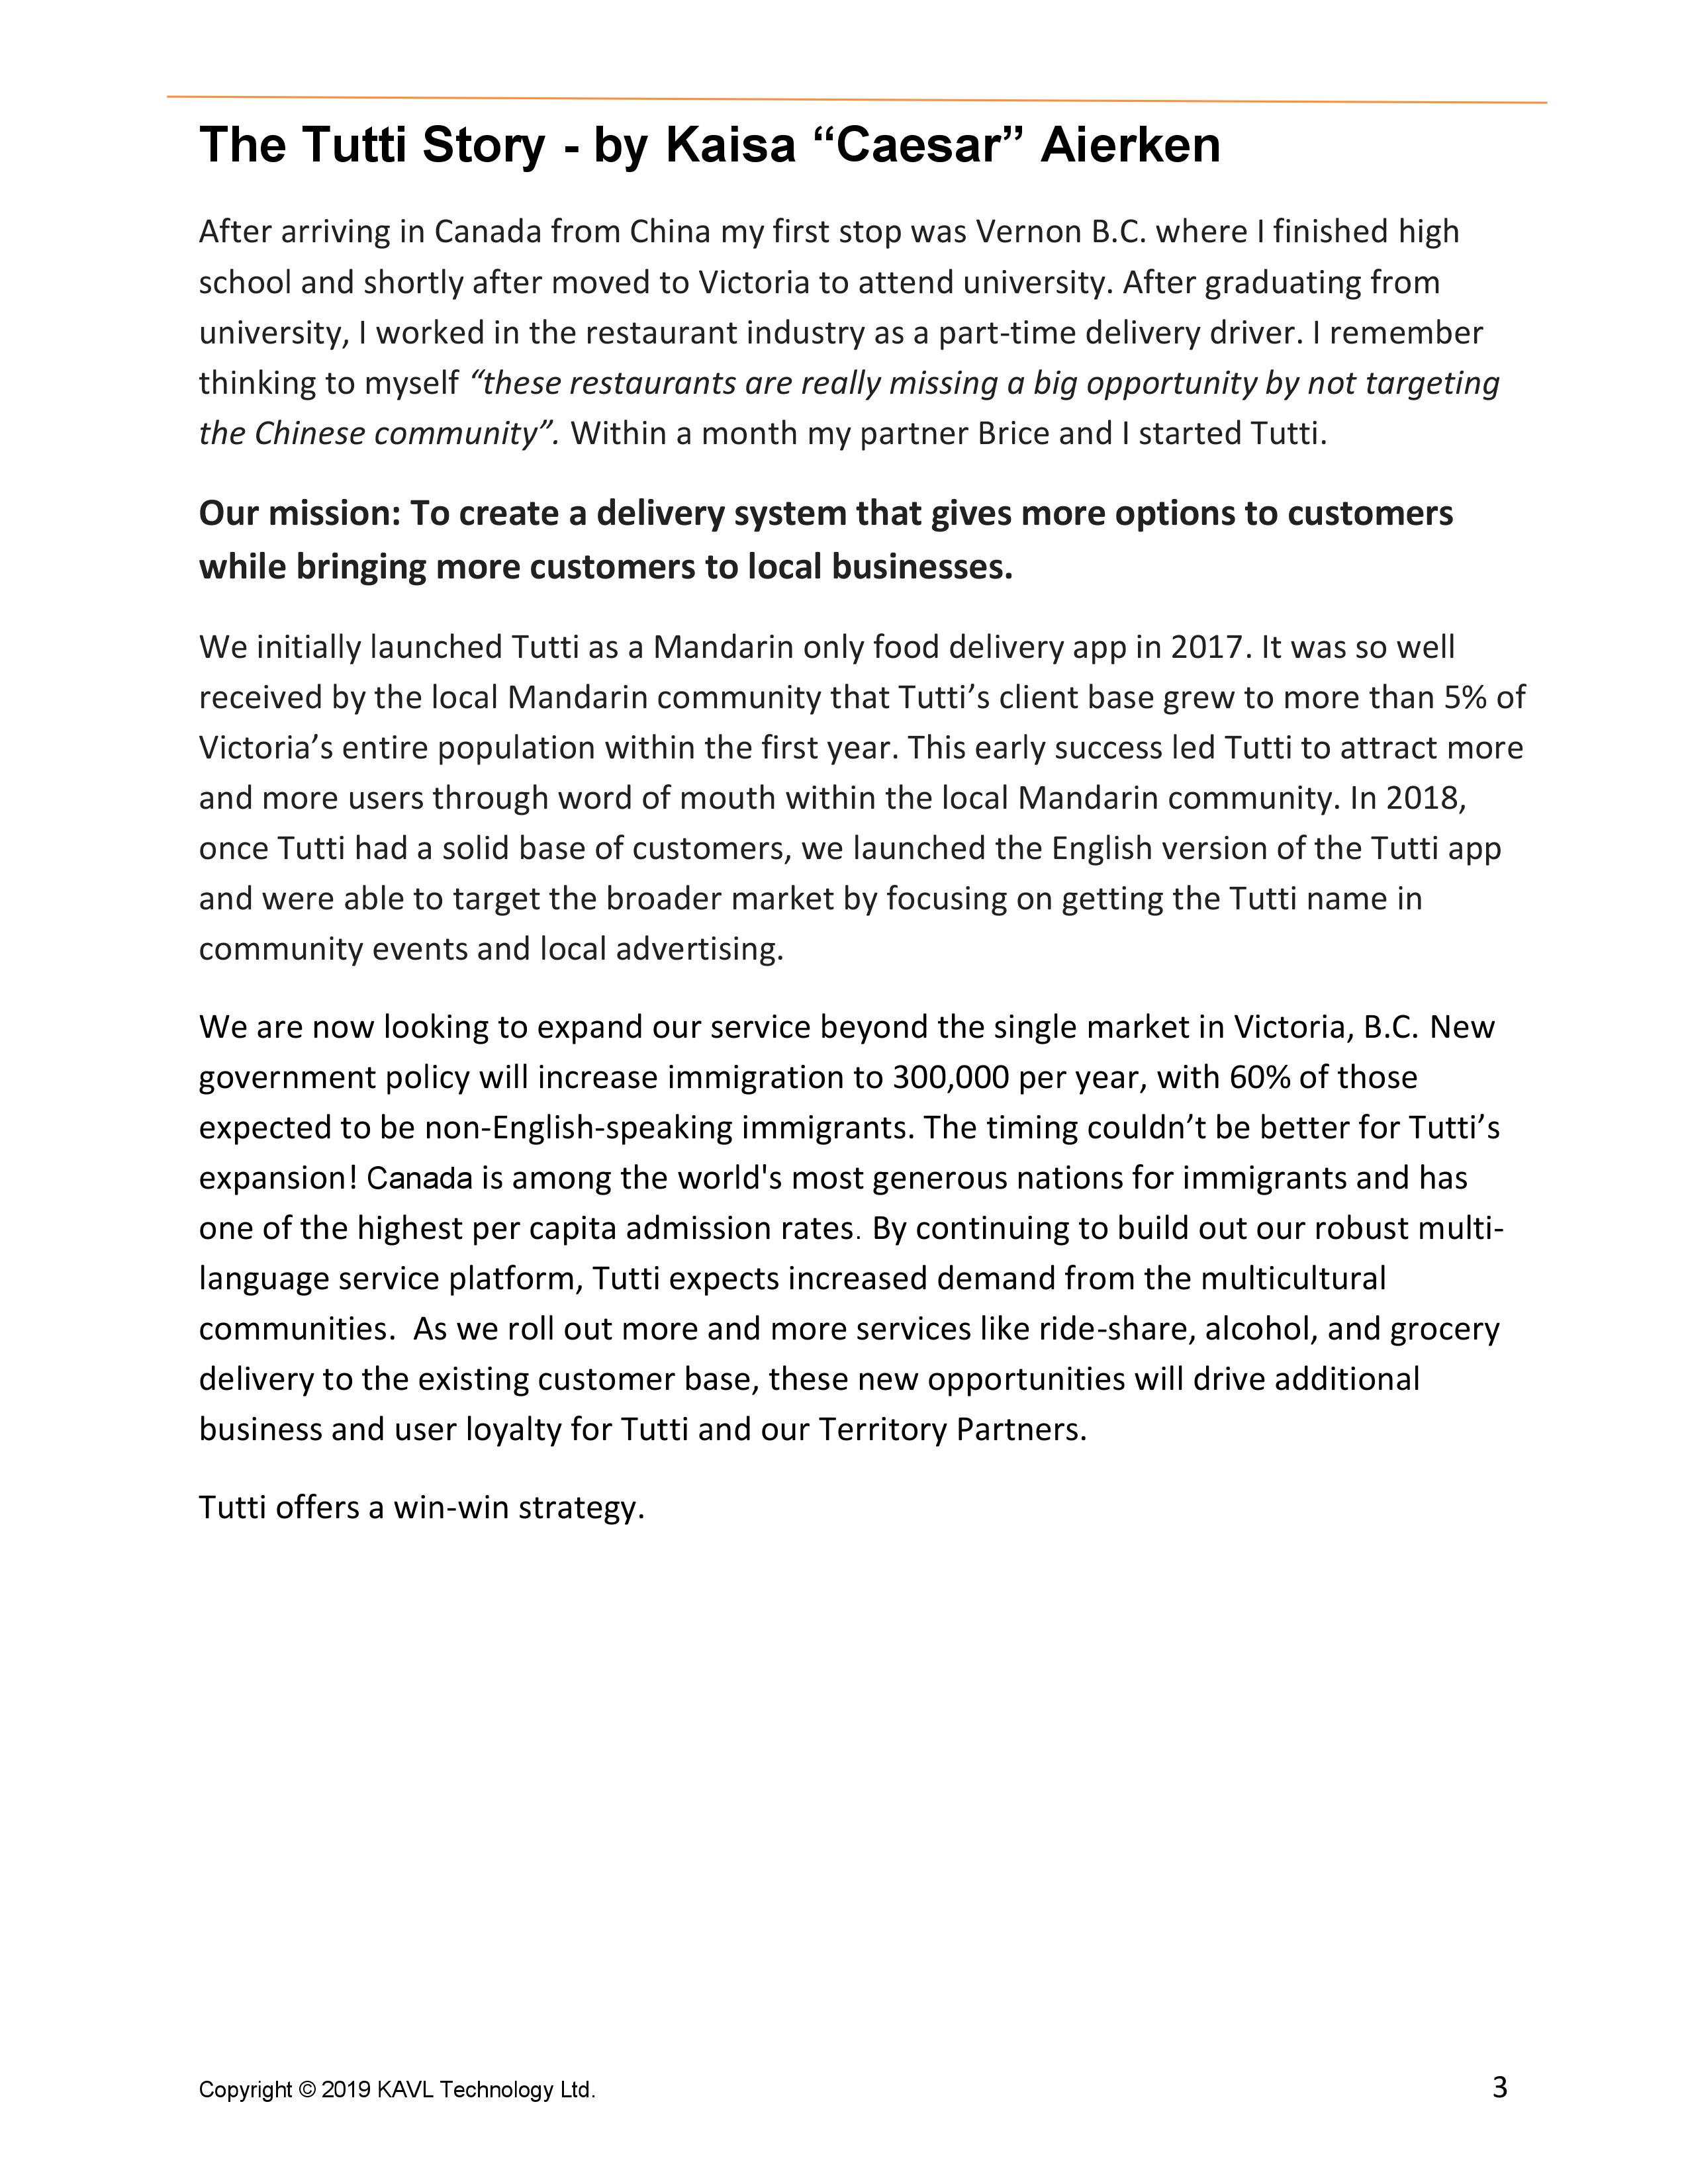 The Tutti Story - by Kaisa “Caesar” Aierken
After arriving in Canada from China my first stop was Vernon B.C. where I finished high
school and shortly after moved to Victoria to attend university. After graduating from
university, I worked in the restaurant industry as a part-time delivery driver. I remember
thinking to myself “these restaurants are really missing a big opportunity by not targeting
the Chinese community”. Within a month my partner Brice and I started Tutti.
Our mission: To create a delivery system that gives more options to customers
while bringing more customers to local businesses.
We initially launched Tutti as a Mandarin only food delivery app in 2017. It was so well
received by the local Mandarin community that Tutti’s client base grew to more than 5% of
Victoria’s entire population within the first year. This early success led Tutti to attract more
and more users through word of mouth within the local Mandarin community. In 2018,
once Tutti had a solid base of customers, we launched the English version of the Tutti app
and were able to target the broader market by focusing on getting the Tutti name in
community events and local advertising.
We are now looking to expand our service beyond the single market in Victoria, B.C. New
government policy will increase immigration to 300,000 per year, with 60% of those
expected to be non-English-speaking immigrants. The timing couldn’t be better for Tutti’s
expansion! Canada is among the world's most generous nations for immigrants and has
one of the highest per capita admission rates. By continuing to build out our robust multi-
language service platform, Tutti expects increased demand from the multicultural
communities.  As we roll out more and more services like ride-share, alcohol, and grocery
delivery to the existing customer base, these new opportunities will drive additional
business and user loyalty for Tutti and our Territory Partners.
Tutti offers a win-win strategy.
Copyright © 2019 KAVL Technology Ltd. 3